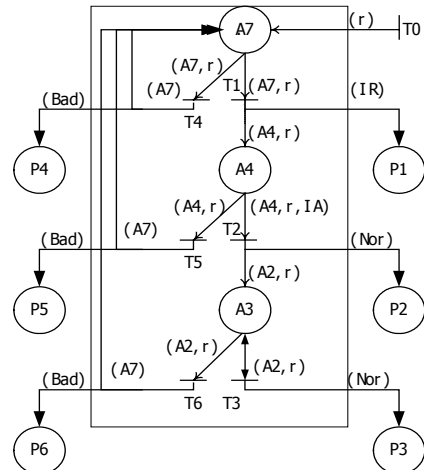 (r)
A7
T0
(A7, r)
(A7)
T1
(A7, r)
(Bad)
(IR)
T4
(A4, r)
P4
A4
P1
(A4, r)
(A4, r, IA)
(Bad)
(A7)
T2
(Nor)
T5
(A2, r)
P5
A3
P2
(A2, r)
(A2, r)
(Bad)
(A7)
(Nor)
T6
T3
P6
P3